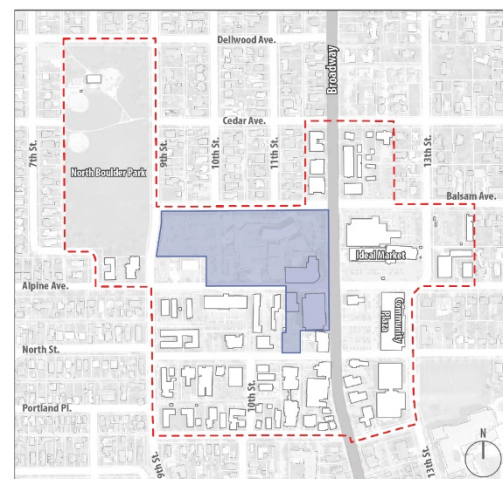 Dellwood Ave.
Broadway
Cedar Ave.
7th St.
9th St.
10th St.
11th St.
13th St.
North Boulder Park
Balsam Ave.
Ideal Market
Alpine Ave.
Community
Plaza
North St.
10th St.
Portland Pl.
9th St.
13th St.
N